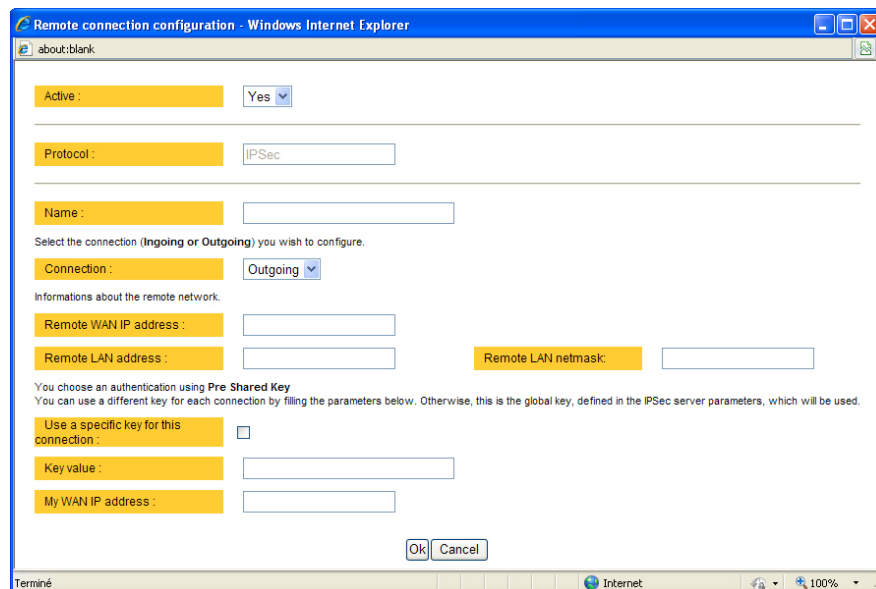 Remote connection configuration - Windows Internet Explorer
about:blank
Active :
Yes
Protocol :
IPSec
Name :
Select the connection (Ingoing or Outgoing) you wish to configure.
Connection :
Outgoing
Informations about the remote network.
Remote WAN IP address :
Remote LAN address :
Remote LAN netmask:
You choose an authentication using Pre Shared Key
You can use a different key for each connection by filling the parameters below. Otherwise, this is the global key, defined in the IPSec server parameters, which will be used.
Use a specific key for this
connection :
Key value :
My WAN IP address :
Ok Cancel
Terminé Internet 100%